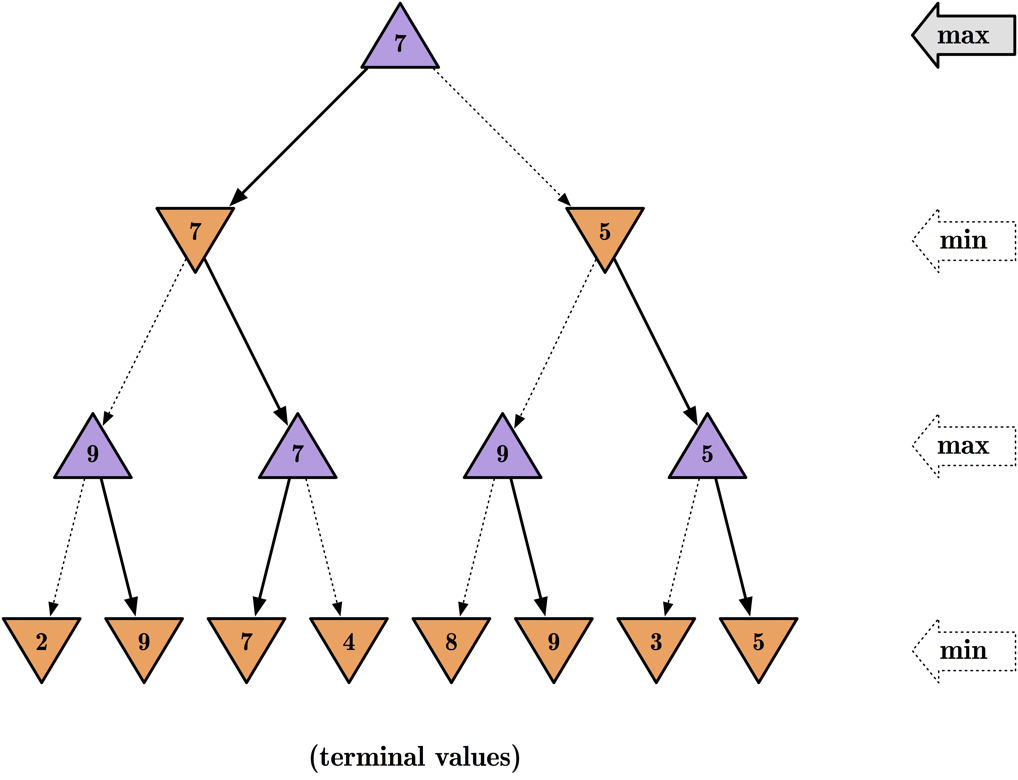 7 max
7 5 min
9 7 9 5 max
2 9 7 4 8 9 3 5 min
(terminal values)